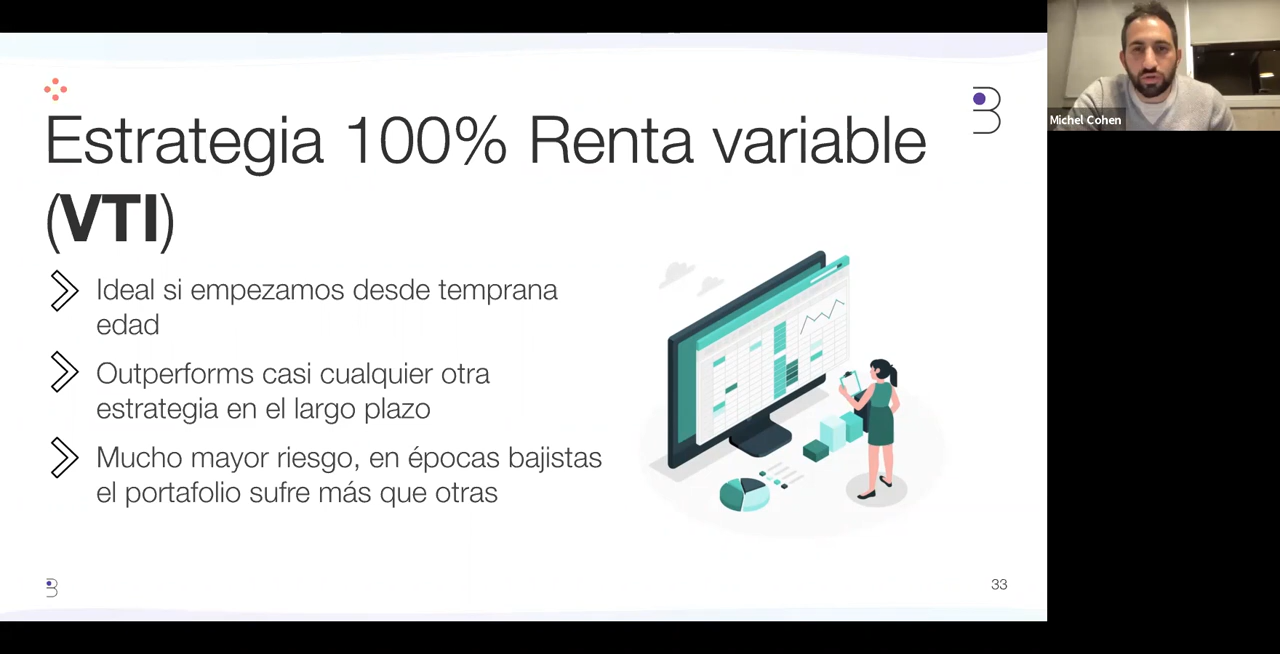 Estrategia 100% Renta variable
(VTI)
Ideal si empezamos desde temprana
edad
Outperforms casi cualquier otra
estrategia en el largo plazo
Mucho mayor riesgo, en épocas bajistas
el portafolio sufre más que otras
33
Michel Cohen